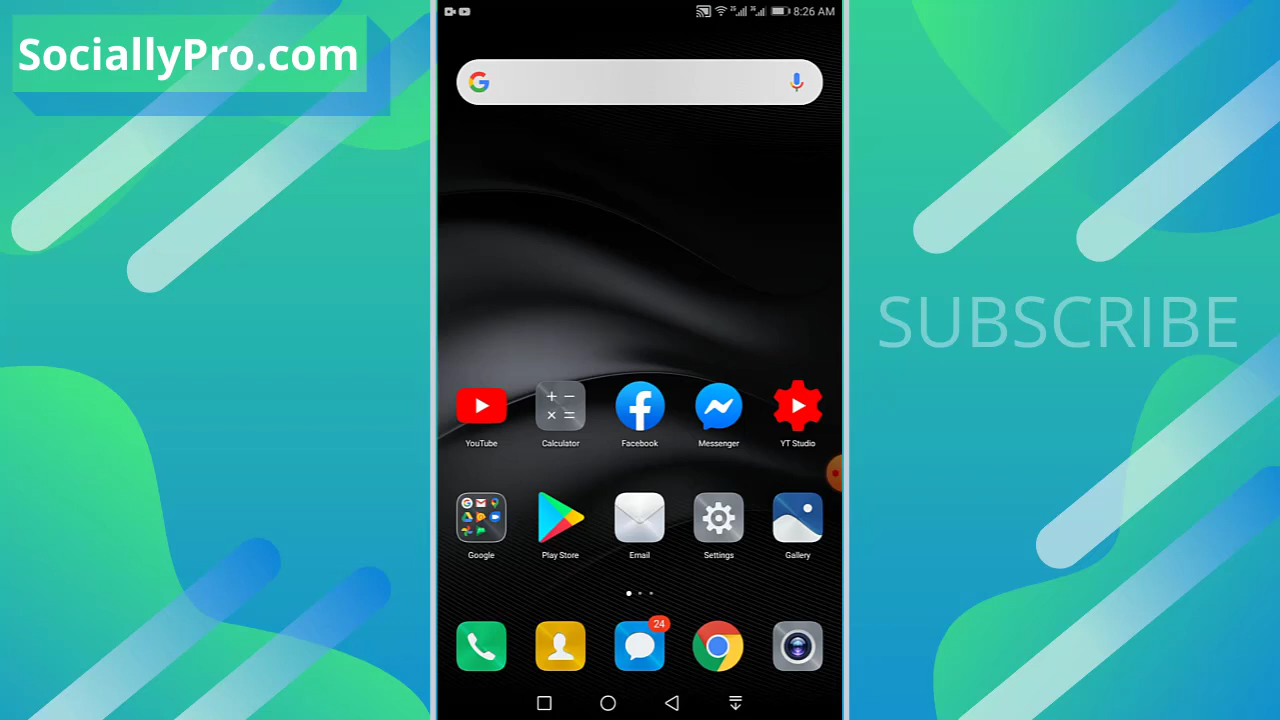 SociallyPro.com
8:26 AM
SUBSCRIBE
YouTube
Calculator
Facebook
Messenger
YT Studio
Google
Play Store
Email
Settings
Gallery
24